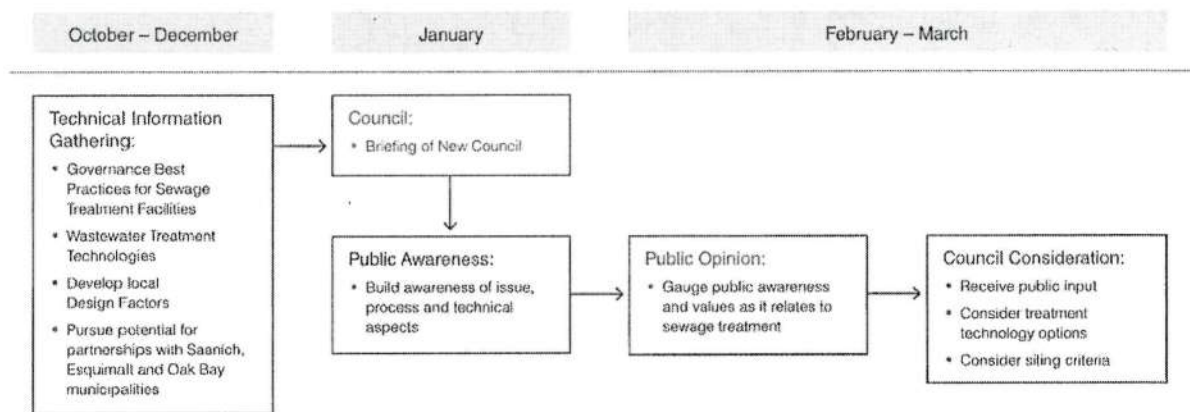 October – December
January
February – March
Technical Information
Gathering:
• Governance Best
Practices for Sewage
Treatment Facilities
• Wastewater Treatment
Technologies
• Develop local
Design Factors
• Pursue potential for
partnerships with Saanich,
Esquimalt and Oak Bay
municipalities
Council:
• Briefing of New Council
Public Awareness:
• Build awareness of issue,
process and technical
aspects
Public Opinion:
• Gauge public awareness
and values as it relates to
sewage treatment
Council Consideration:
• Receive public input
• Consider treatment
technology options
• Consider siting criteria